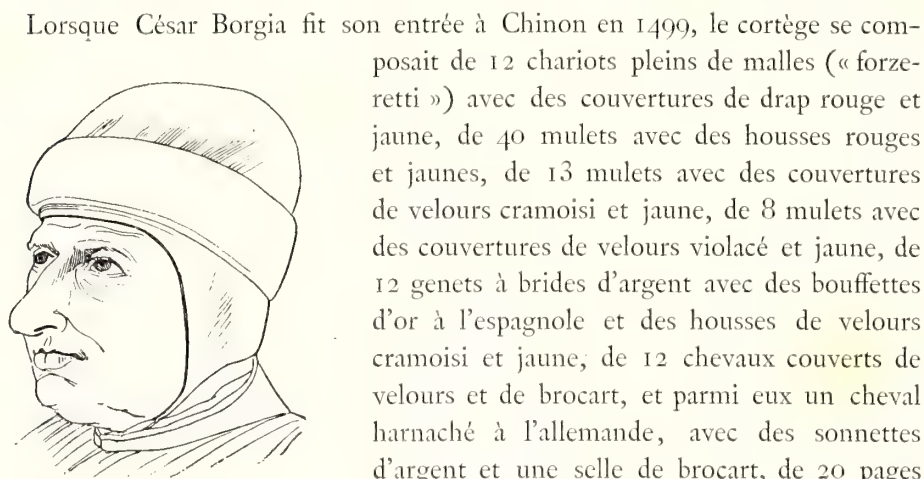 Lorsque César Borgia fit son entrée à Chinon en 1499, le cortège se com-
posait de 12 chariots pleins de malles (« forze-
retti ») avec des couvertures de drap rouge et
jaune, de 40 mulets avec des housses rouges
et jaunes, de 13 mulets avec des couvertures
de velours cramoisi et jaune, de 8 mulets avec
des couvertures de velours violacé et jaune, de
12 genets à brides d'argent avec des bouffettes
d'or à l'espagnole et des housses de velours
cramoisi et jaune, de 12 chevaux couverts de
velours et de brocart, et parmi eux un cheval
harnaché à l'allemande, avec des sonnettes
d'argent et une selle de brocart, de 20 pages